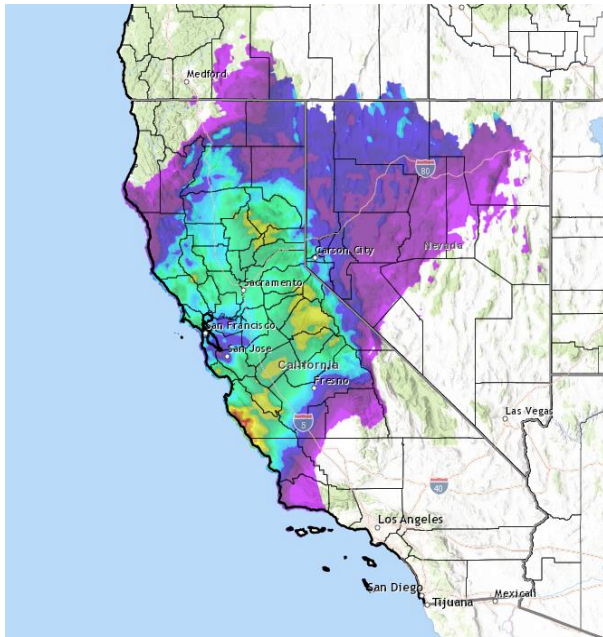 Medford
80
Nevada
Carson City
Sacramento
San Francisco
San Jose
California
Fresno
5
Las Vegas
40
Los Angeles
San Diego
Tijuana
Mexicali